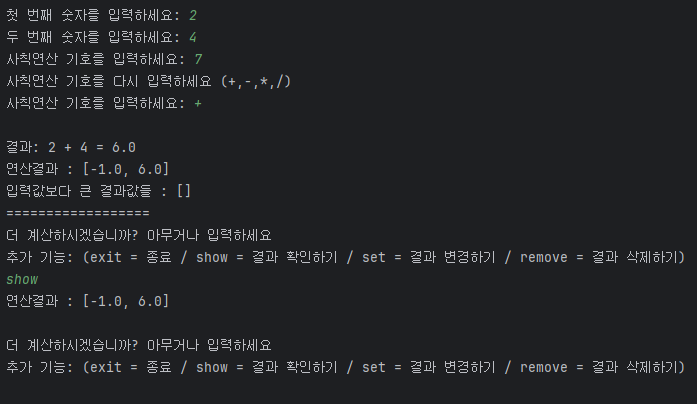 첫 번째 숫자를 입력하세요: 2
두 번째 숫자를 입력하세요: 4
사칙연산 기호를 입력하세요: 7
사칙연산 기호를 다시 입력하세요 (+,-,*,/)
사칙연산 기호를 입력하세요: +
결과: 2 + 4 = 6.0
연산결과 : [-1.0, 6.0]
입력값보다 큰 결과값들 : []
==================
더 계산하시겠습니까? 아무거나 입력하세요
추가 기능: (exit = 종료 / show = 결과 확인하기 / set = 결과 변경하기 / remove = 결과 삭제하기)
show
연산결과 : [-1.0, 6.0]
더 계산하시겠습니까? 아무거나 입력하세요
추가 기능: (exit = 종료 / show = 결과 확인하기 / set = 결과 변경하기 / remove = 결과 삭제하기)